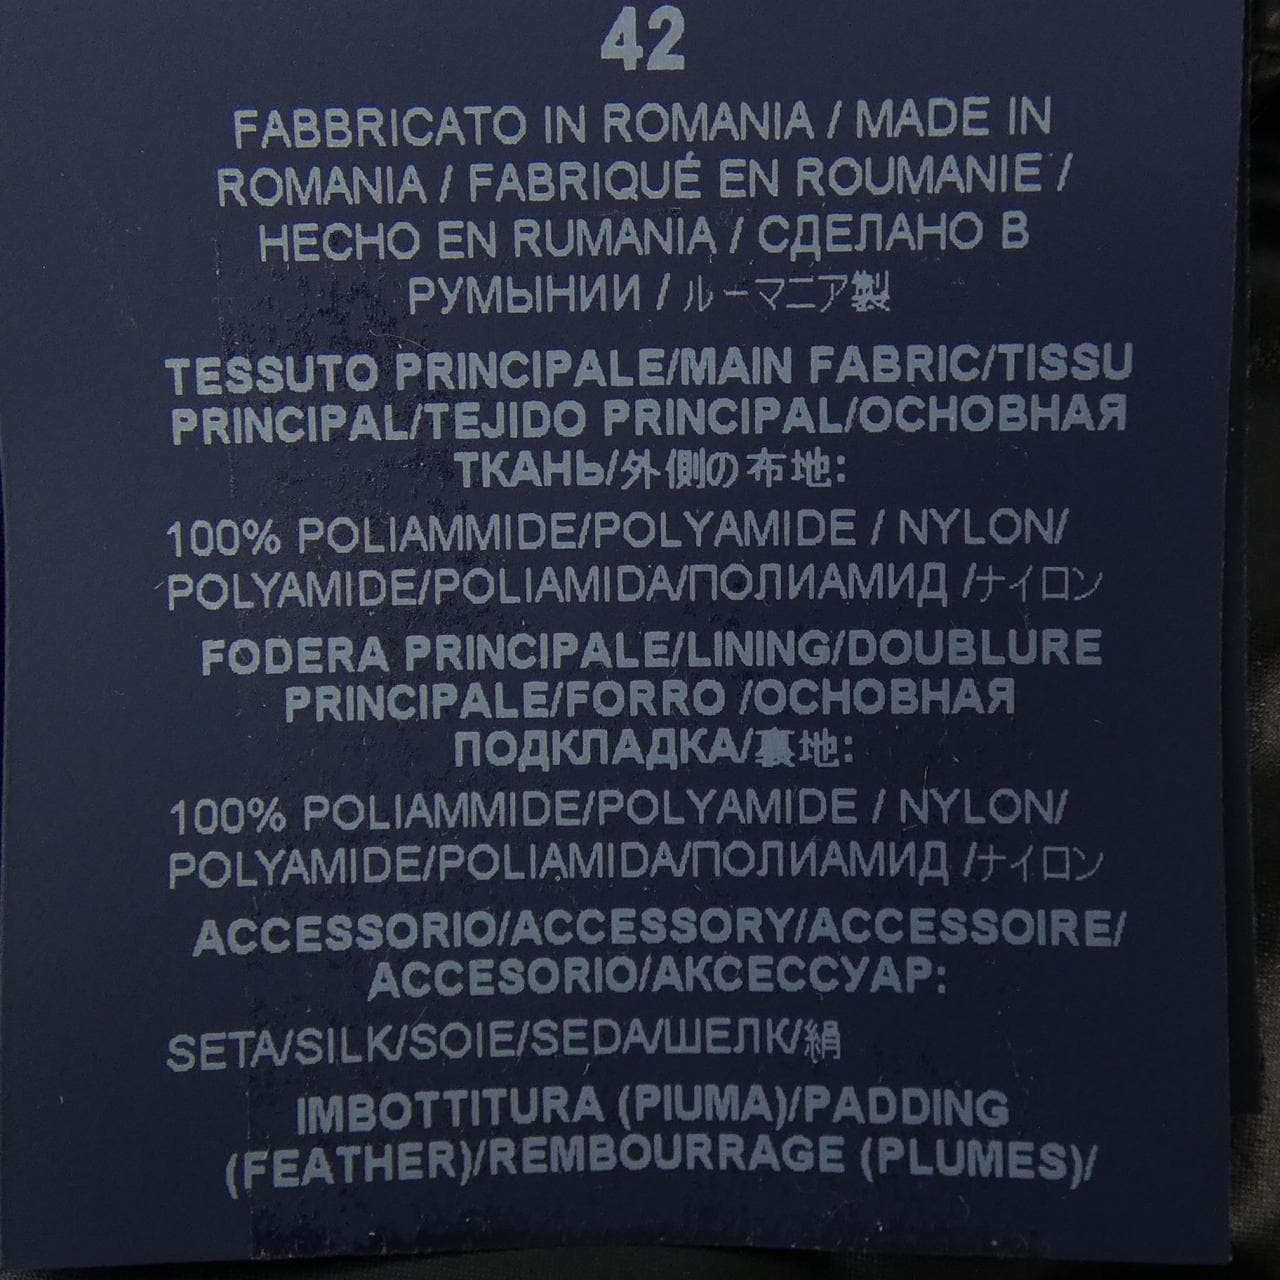 42
FABBRICATO IN ROMANIA / MADE IN
ROMANIA / FABRIQUÉ EN ROUMANIE /
HECHO EN RUMANIA / СДЕЛАНО В
РУМЫНИИ / ルーマニア製
TESSUTO PRINCIPALE/MAIN FABRIC/TISSU
PRINCIPAL/TEJIDO PRINCIPAL/ОСНОВНАЯ
ТКАНЬ/外側の布地:
100% POLIAMMIDE/POLYAMIDE / NYLON/
POLYAMIDE/POLIAMIDA/ПОЛИАМИД /ナイロン
FODERA PRINCIPALE/LINING/DOUBLURE
PRINCIPALE/FORRO /ОСНОВНАЯ
ПОДКЛАДКА/裏地:
100% POLIAMMIDE/POLYAMIDE / NYLON/
POLYAMIDE/POLIAMIDA/ПОЛИАМИД /ナイロン
ACCESSORIO/ACCESSORY/ACCESSOIRE/
ACCESORIO/АКСЕССУАР:
SETA/SILK/SOIE/SEDA/ШЕЛК/絹
IMBOTTITURA (PIUMA)/PADDING
(FEATHER)/REMBOURRAGE (PLUMES)/